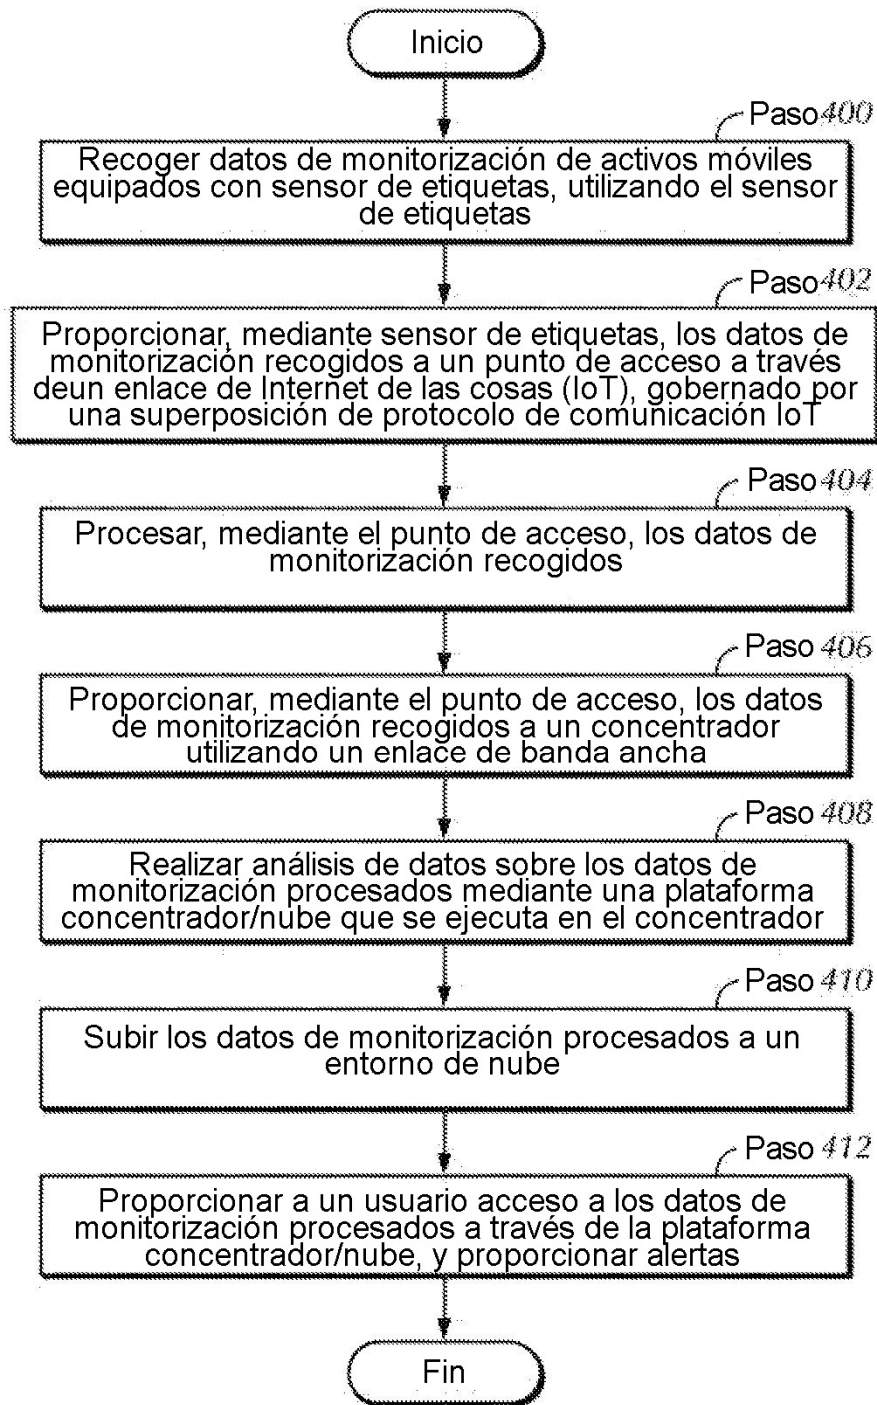 Inicio
Paso 400
Recoger datos de monitorización de activos móviles
equipados con sensor de etiquetas, utilizando el sensor
de etiquetas
Paso 402
Proporcionar, mediante sensor de etiquetas, los datos de
monitorización recogidos a un punto de acceso a través
deun enlace de Internet de las cosas (IoT), gobernado por
una superposición de protocolo de comunicación IoT
Paso 404
Procesar, mediante el punto de acceso, los datos de
monitorización recogidos
Paso 406
Proporcionar, mediante el punto de acceso, los datos
de monitorización recogidos a un concentrador
utilizando un enlace de banda ancha
Paso 408
Realizar análisis de datos sobre los datos de
monitorización procesados mediante una plataforma
concentrador/nube que se ejecuta en el concentrador
Paso 410
Subir los datos de monitorización procesados a un
entorno de nube
Paso 412
Proporcionar a un usuario acceso a los datos de
monitorización procesados a través de la plataforma
concentrador/nube, y proporcionar alertas
Fin